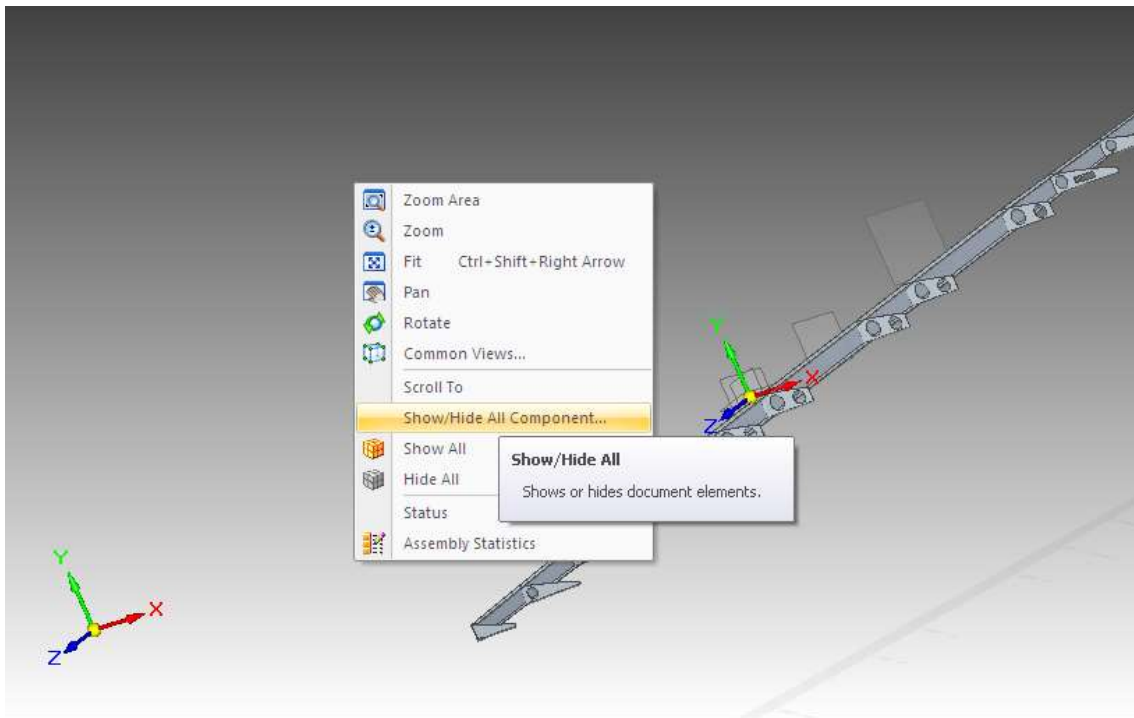 Zoom Area
Zoom
Fit Ctrl+Shift+Right Arrow
Pan
Rotate
Common Views...
Scroll To
Show/Hide All Component...
Show All
Hide All
Status
Assembly Statistics
Show/Hide All
Shows or hides document elements.
Y
X
Z
Y
X
Z